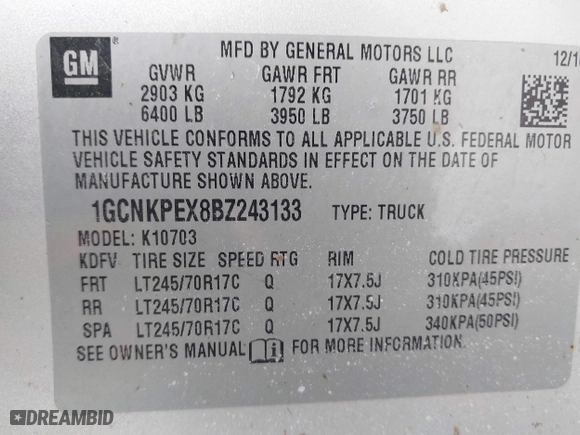 GM
MFD BY GENERAL MOTORS LLC
GVWR GAWR FRT GAWR RR
2903 KG 1792 KG 1701 KG
6400 LB 3950 LB 3750 LB
THIS VEHICLE CONFORMS TO ALL APPLICABLE U.S. FEDERAL MOTOR
VEHICLE SAFETY STANDARDS IN EFFECT ON THE DATE OF
MANUFACTURE SHOWN ABOVE.
1GCNKPEX8BZ243133 TYPE: TRUCK
MODEL: K10703
KDFV TIRE SIZE SPEED RTG RIM COLD TIRE PRESSURE
FRT LT245/70R17C Q 17X7.5J 310KPA(45PSI)
RR LT245/70R17C Q 17X7.5J 310KPA(45PSI)
SPA LT245/70R17C Q 17X7.5J 340KPA(50PSI)
SEE OWNER'S MANUAL FOR MORE INFORMATION.
DREAMBID